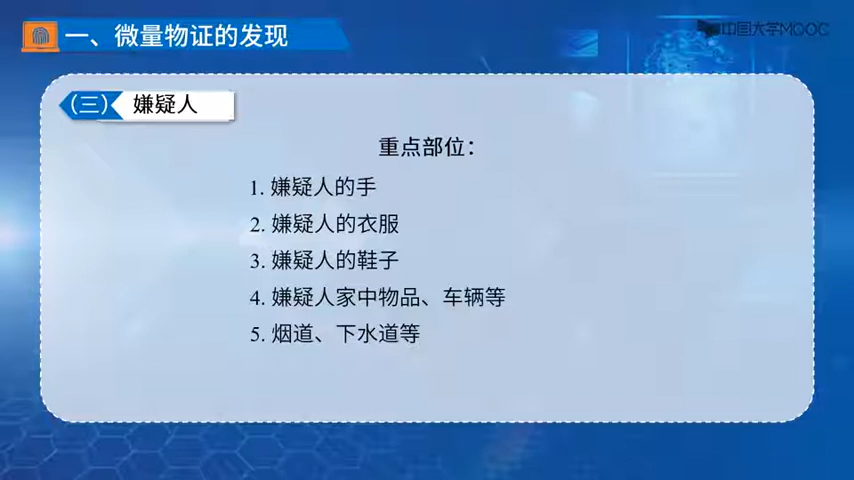 一、微量物证的发现
中国大学MOOC
(三) 嫌疑人
重点部位：
1. 嫌疑人的手
2. 嫌疑人的衣服
3. 嫌疑人的鞋子
4. 嫌疑人家中物品、车辆等
5. 烟道、下水道等